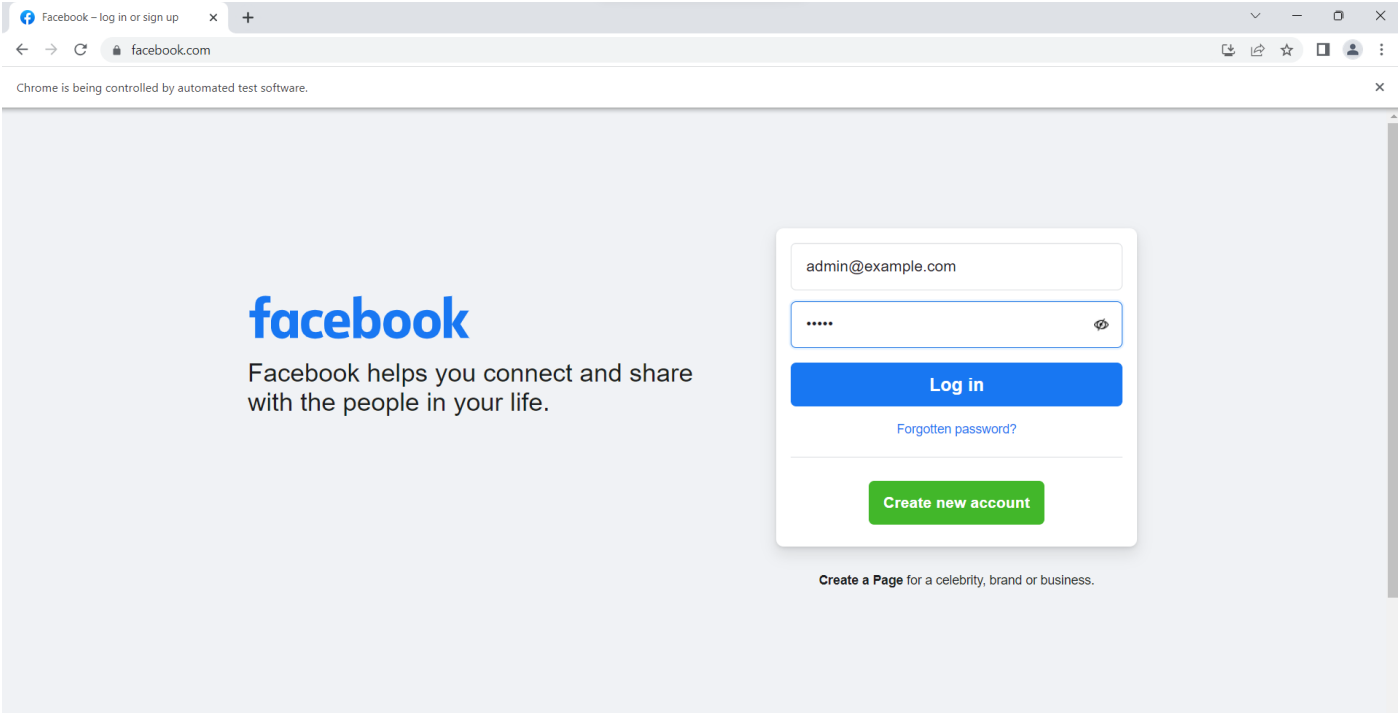 Facebook – log in or sign up
facebook.com
Chrome is being controlled by automated test software.
admin@example.com
•••••
facebook
Log in
Facebook helps you connect and share
with the people in your life.
Forgotten password?
Create new account
Create a Page for a celebrity, brand or business.